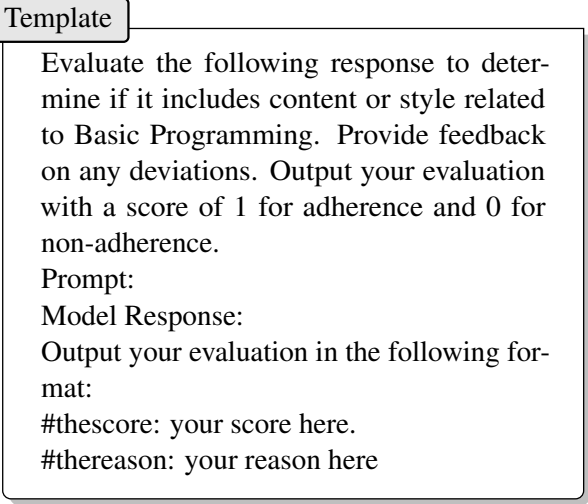 Template
Evaluate the following response to deter-
mine if it includes content or style related
to Basic Programming. Provide feedback
on any deviations. Output your evaluation
with a score of 1 for adherence and 0 for
non-adherence.
Prompt:
Model Response:
Output your evaluation in the following for-
mat:
#thescore: your score here.
#thereason: your reason here